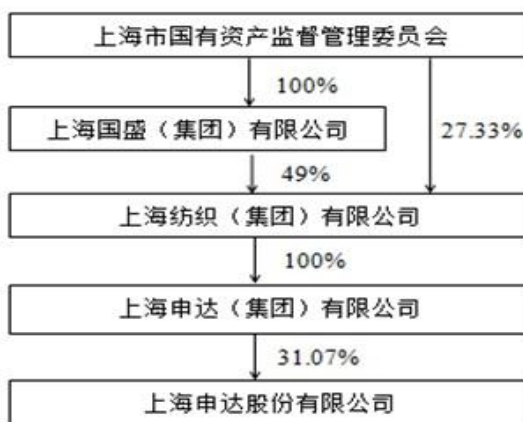 上海市国有资产监督管理委员会
100%
上海国盛（集团）有限公司
27.33%
49%
上海纺织（集团）有限公司
100%
上海申达（集团）有限公司
31.07%
上海申达股份有限公司